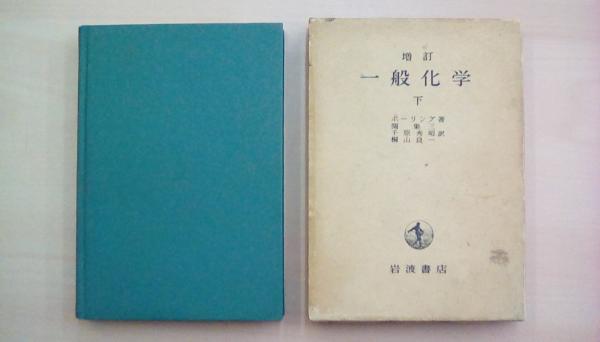 増訂
一般化学
下
ポーリング著
関集三
千原秀昭訳
桐山良一
岩波書店